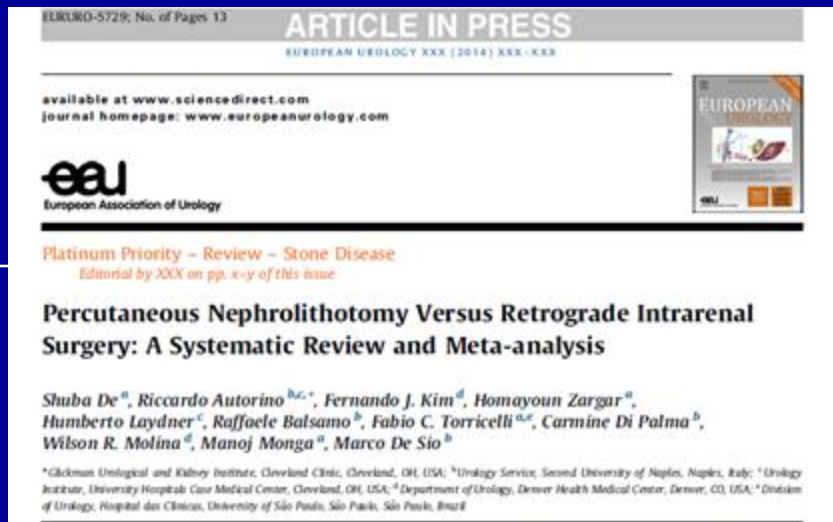 EURURO-5729; No. of Pages 13
ARTICLE IN PRESS
EUROPEAN UROLOGY XXX (2014) XXX–XXX
available at www.sciencedirect.com
journal homepage: www.europeanurology.com
EUROPEAN
UROLOGY
eau
European Association of Urology
Platinum Priority – Review – Stone Disease
Editorial by XXX on pp. x–y of this issue
Percutaneous Nephrolithotomy Versus Retrograde Intrarenal
Surgery: A Systematic Review and Meta-analysis
Shuba De a, Riccardo Autorino b,c,*, Fernando J. Kim d, Homayoun Zargar a,
Humberto Laydner c, Raffaele Balsamo b, Fabio C. Torricelli a,e, Carmine Di Palma b,
Wilson R. Molina d, Manoj Monga a, Marco De Sio b
a Glickman Urological and Kidney Institute, Cleveland Clinic, Cleveland, OH, USA; b Urology Service, Second University of Naples, Naples, Italy; c Urology
Institute, University Hospitals Case Medical Center, Cleveland, OH, USA; d Department of Urology, Denver Health Medical Center, Denver, CO, USA; e Division
of Urology, Hospital das Clínicas, University of São Paulo, São Paulo, São Paulo, Brazil